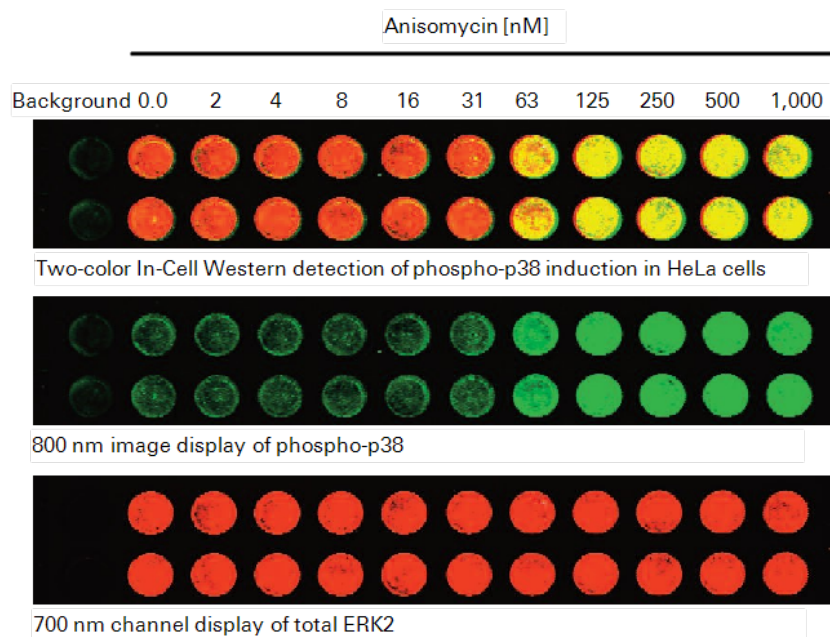 Anisomycin [nM]
Background 0.0 2 4 8 16 31 63 125 250 500 1,000
Two-color In-Cell Western detection of phospho-p38 induction in HeLa cells
800 nm image display of phospho-p38
700 nm channel display of total ERK2